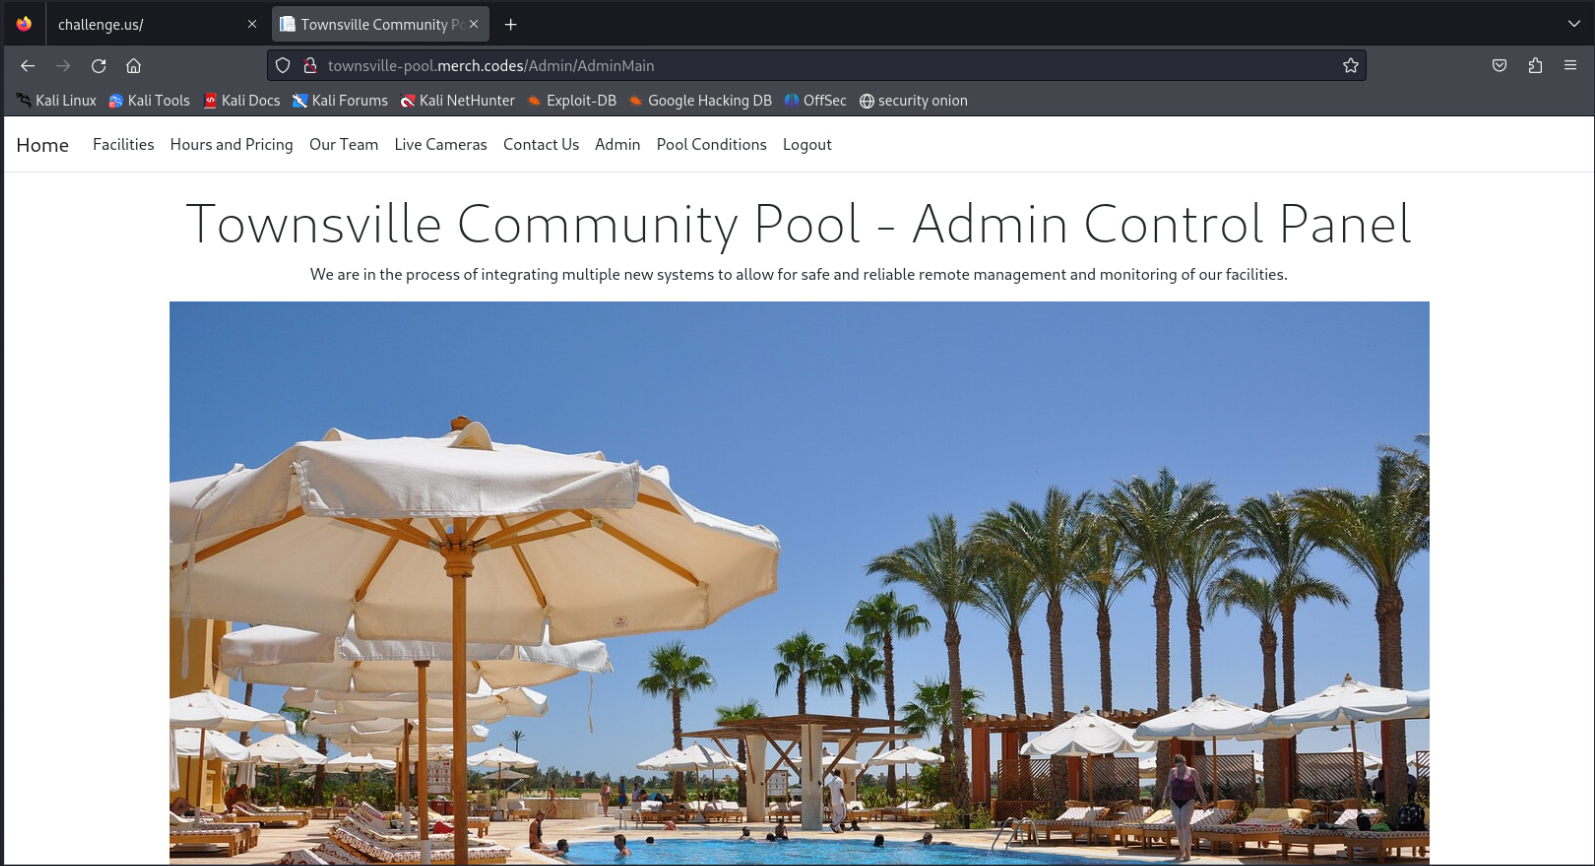 challenge.us/
Townsville Community Po
townsville-pool.merch.codes/Admin/AdminMain
Kali Linux Kali Tools Kali Docs Kali Forums Kali NetHunter Exploit-DB Google Hacking DB OffSec security onion
Home Facilities Hours and Pricing Our Team Live Cameras Contact Us Admin Pool Conditions Logout
Townsville Community Pool - Admin Control Panel
We are in the process of integrating multiple new systems to allow for safe and reliable remote management and monitoring of our facilities.